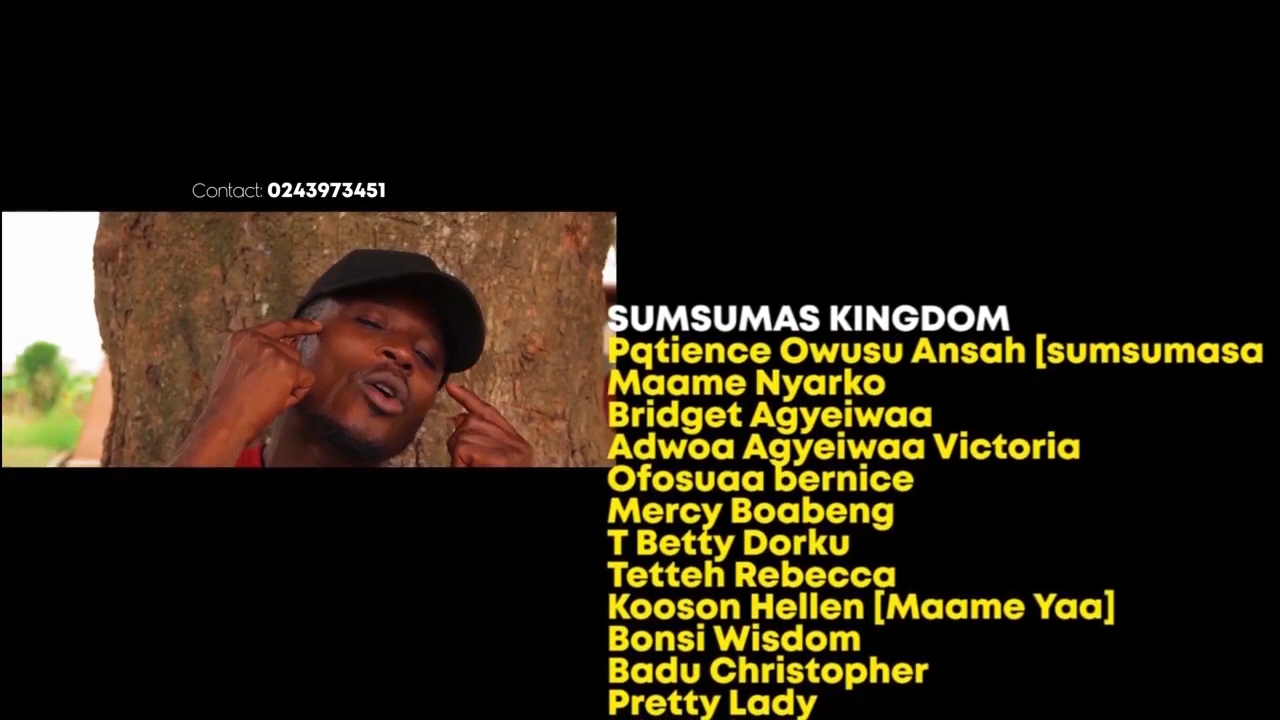 Contact: 0243973451
SUMSUMAS KINGDOM
Pqtience Owusu Ansah [sumsumasa
Maame Nyarko
Bridget Agyeiwaa
Adwoa Agyeiwaa Victoria
Ofosuaa bernice
Mercy Boabeng
T Betty Dorku
Tetteh Rebecca
Kooson Hellen [Maame Yaa]
Bonsi Wisdom
Badu Christopher
Pretty Lady